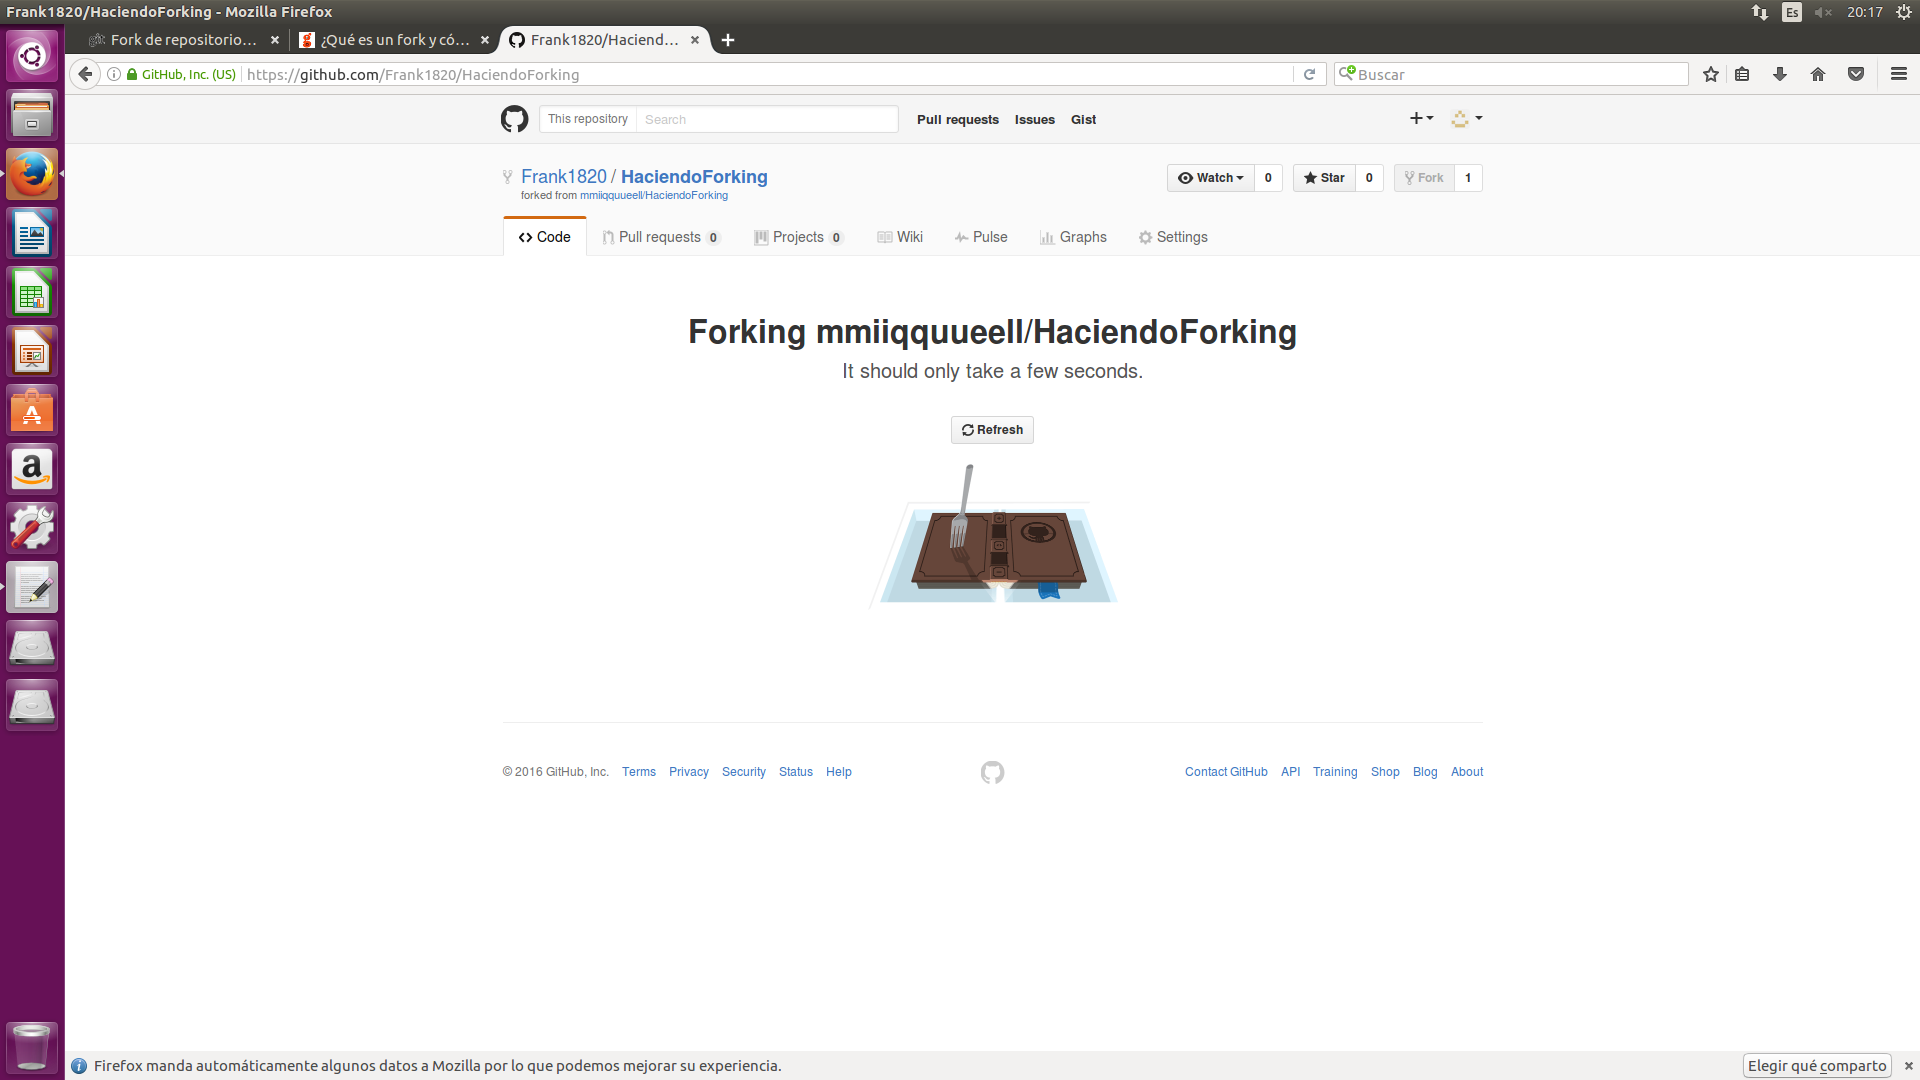 Frank1820/HaciendoForking - Mozilla Firefox
Es
20:17
Fork de repositorio...
¿Qué es un fork y có...
Frank1820/Haciend...
GitHub, Inc. (US)
https://github.com/Frank1820/HaciendoForking
Buscar
This repository
Search
Pull requests
Issues
Gist
Frank1820 / HaciendoForking
forked from mmiiqquueell/HaciendoForking
Watch 0
Star 0
Fork 1
Code
Pull requests 0
Projects 0
Wiki
Pulse
Graphs
Settings
Forking mmiiqquueell/HaciendoForking
It should only take a few seconds.
Refresh
© 2016 GitHub, Inc.
Terms
Privacy
Security
Status
Help
Contact GitHub
API
Training
Shop
Blog
About
Firefox manda automáticamente algunos datos a Mozilla por lo que podemos mejorar su experiencia.
Elegir qué comparto